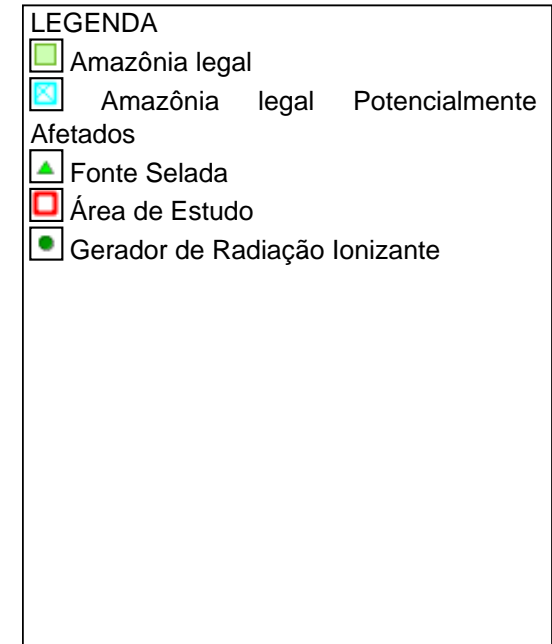 LEGENDA
Amazônia legal
Amazônia legal Potencialmente
Afetados
Fonte Selada
Área de Estudo
Gerador de Radiação Ionizante